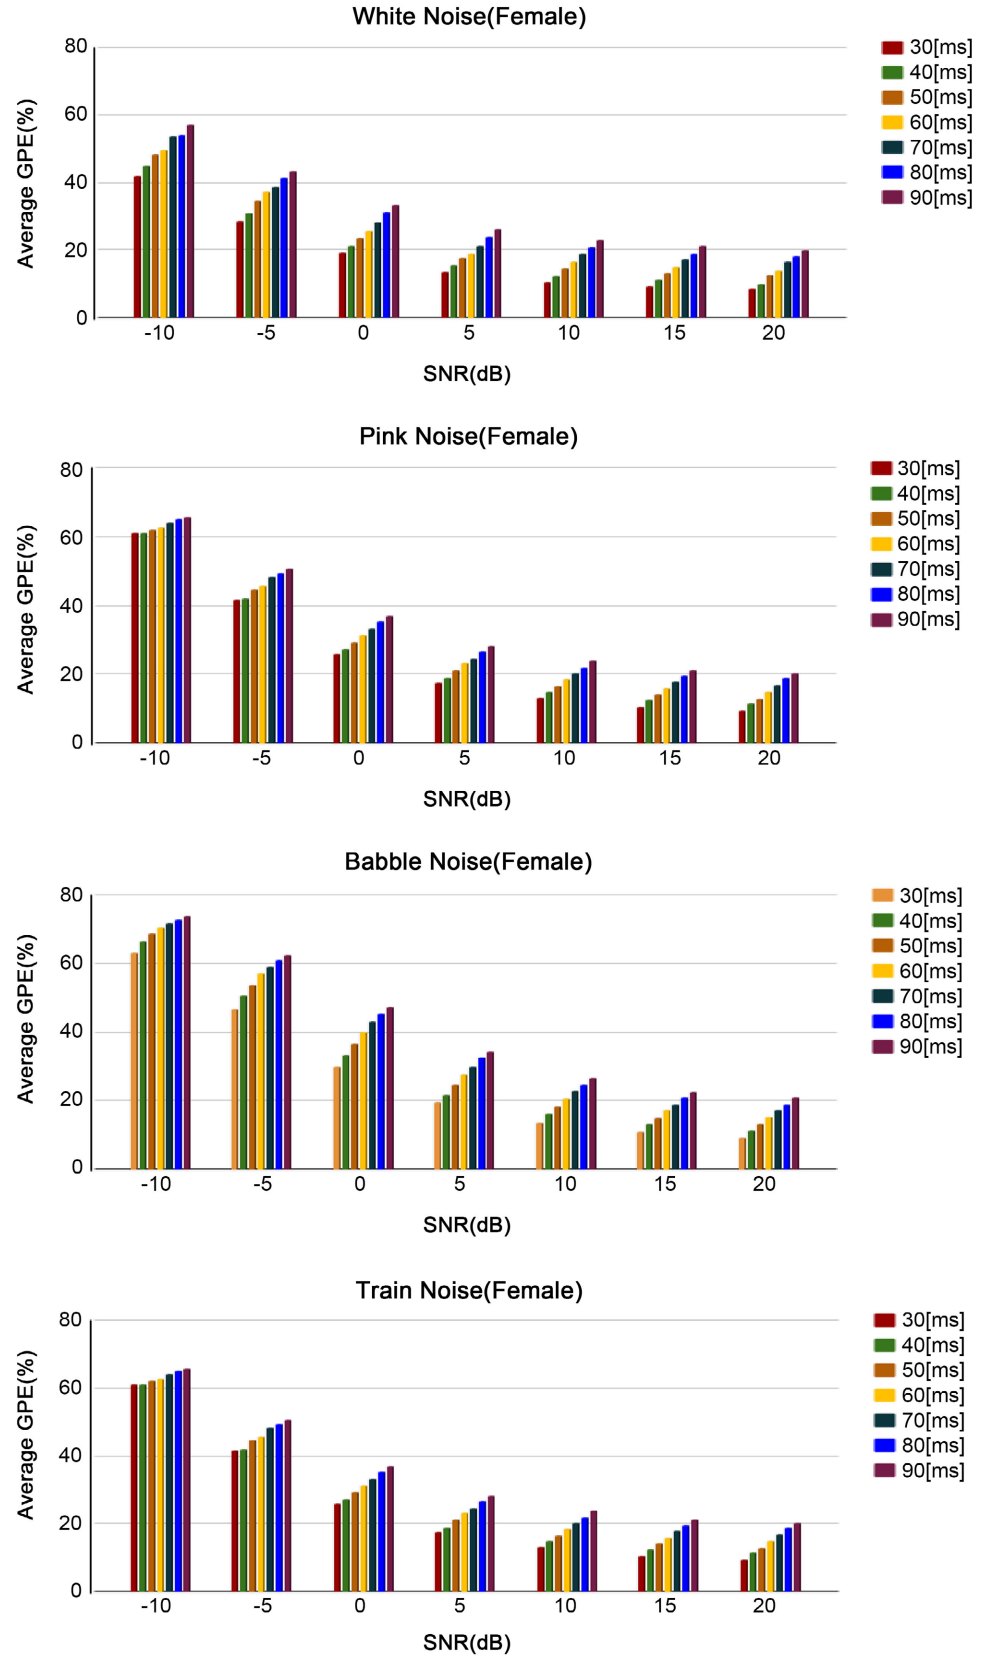 White Noise(Female)
80
60
40
20
0
Average GPE(%)
-10 -5 0 5 10 15 20
SNR(dB)
30[ms]
40[ms]
50[ms]
60[ms]
70[ms]
80[ms]
90[ms]
Pink Noise(Female)
80
60
40
20
0
Average GPE(%)
-10 -5 0 5 10 15 20
SNR(dB)
30[ms]
40[ms]
50[ms]
60[ms]
70[ms]
80[ms]
90[ms]
Babble Noise(Female)
80
60
40
20
0
Average GPE(%)
-10 -5 0 5 10 15 20
SNR(dB)
30[ms]
40[ms]
50[ms]
60[ms]
70[ms]
80[ms]
90[ms]
Train Noise(Female)
80
60
40
20
0
Average GPE(%)
-10 -5 0 5 10 15 20
SNR(dB)
30[ms]
40[ms]
50[ms]
60[ms]
70[ms]
80[ms]
90[ms]